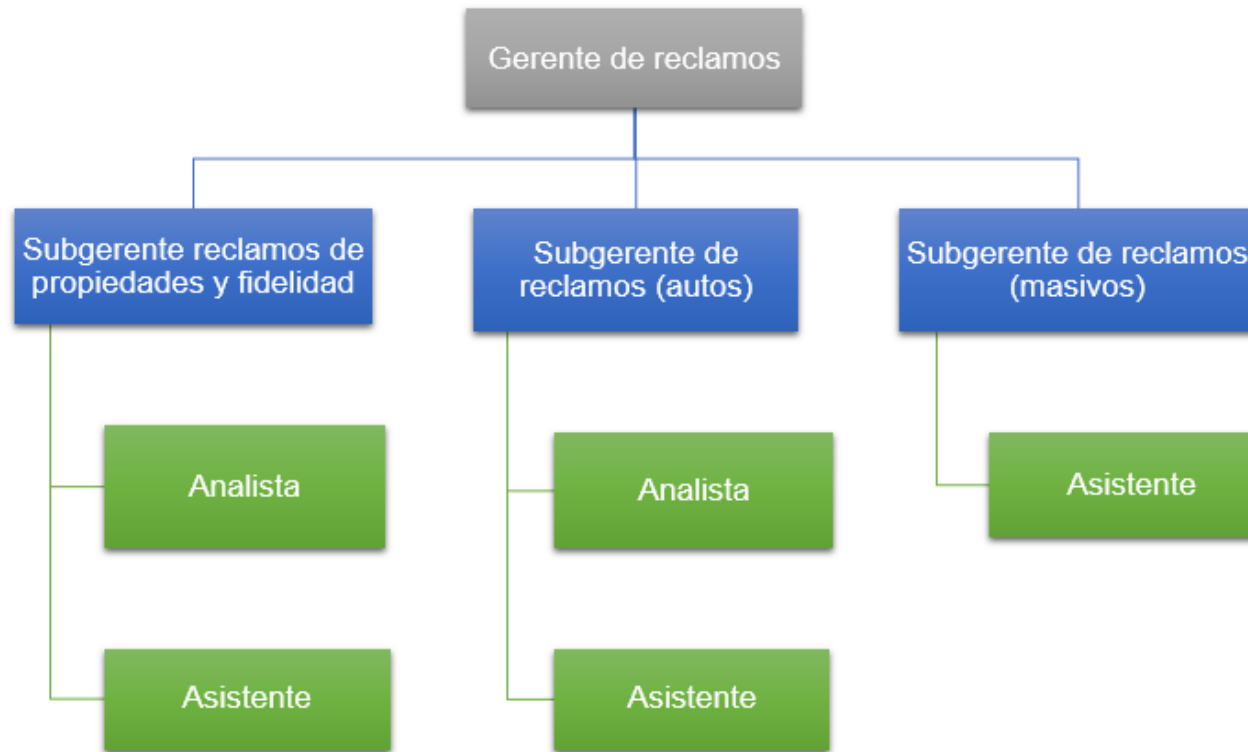 Gerente de reclamos
Subgerente reclamos de
propiedades y fidelidad
Subgerente de
reclamos (autos)
Subgerente de reclamos
(masivos)
Analista
Analista
Asistente
Asistente
Asistente